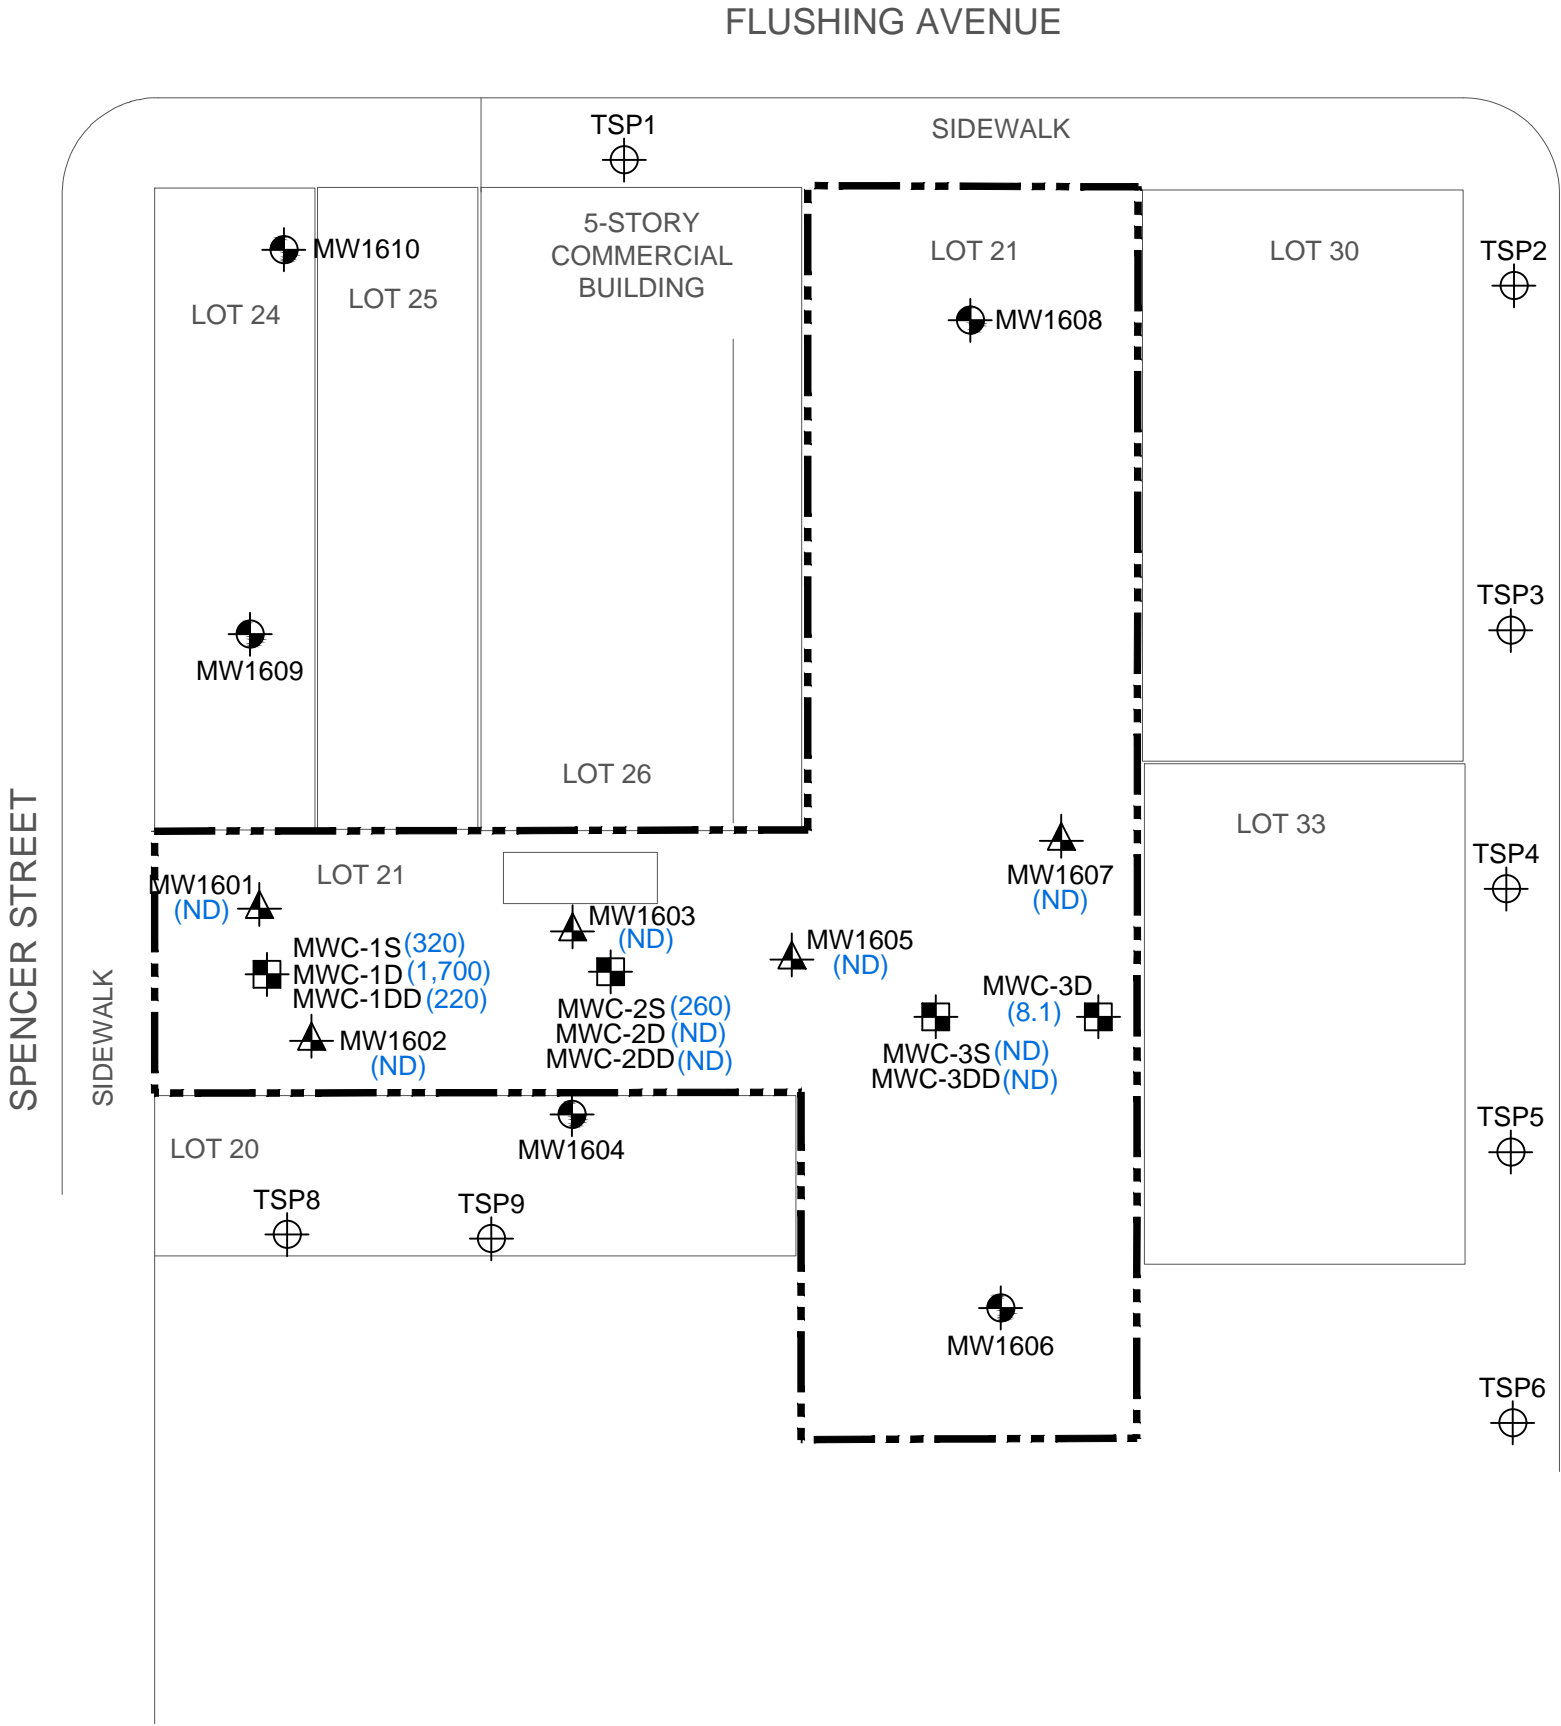 FLUSHING AVENUE
TSP1
SIDEWALK
5-STORY
COMMERCIAL
BUILDING
MW1610
LOT 21
LOT 30
TSP2
LOT 24
LOT 25
MW1608
TSP3
MW1609
LOT 26
LOT 33
TSP4
SPENCER STREET
SIDEWALK
LOT 21
MW1601
(ND)
MW1603
(ND)
MW1605
(ND)
MW1607
(ND)
MWC-1S (320)
MWC-1D (1,700)
MWC-1DD (220)
MW1602
(ND)
MWC-2S (260)
MWC-2D (ND)
MWC-2DD (ND)
MWC-3D
(8.1)
MWC-3S (ND)
MWC-3DD (ND)
LOT 20
MW1604
TSP5
TSP8
TSP9
MW1606
TSP6